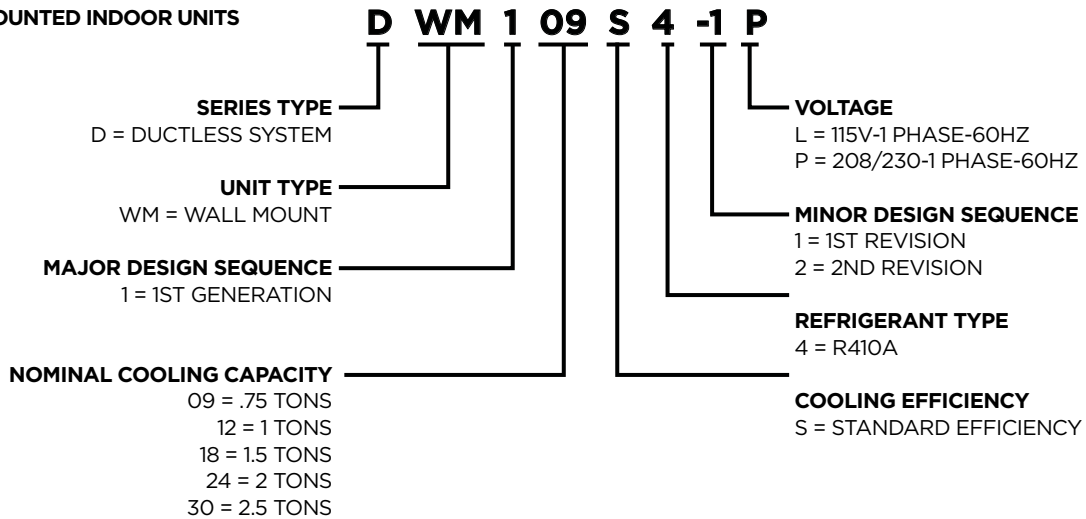 OUNTED INDOOR UNITS
D WM 1 09 S 4 -1 P
SERIES TYPE
D = DUCTLESS SYSTEM
UNIT TYPE
WM = WALL MOUNT
MAJOR DESIGN SEQUENCE
1 = 1ST GENERATION
NOMINAL COOLING CAPACITY
09 = .75 TONS
12 = 1 TONS
18 = 1.5 TONS
24 = 2 TONS
30 = 2.5 TONS
VOLTAGE
L = 115V-1 PHASE-60HZ
P = 208/230-1 PHASE-60HZ
MINOR DESIGN SEQUENCE
1 = 1ST REVISION
2 = 2ND REVISION
REFRIGERANT TYPE
4 = R410A
COOLING EFFICIENCY
S = STANDARD EFFICIENCY